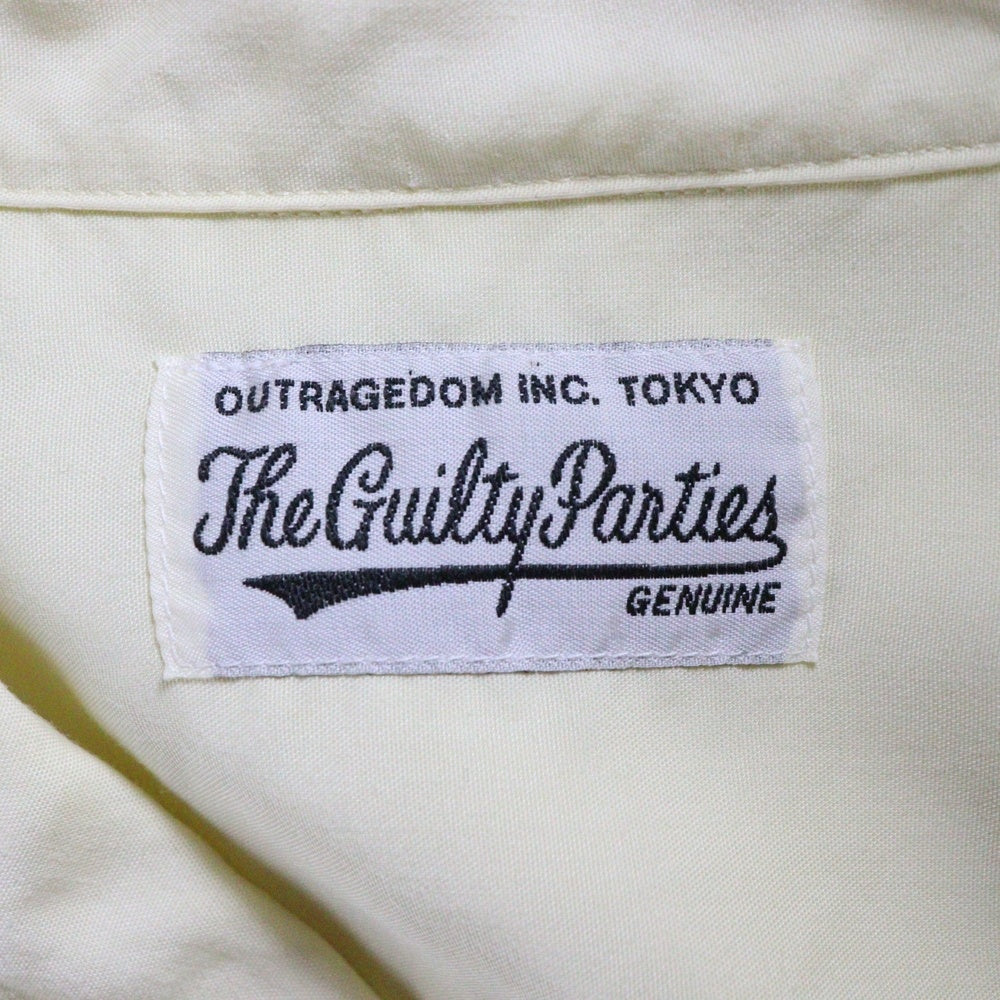 OUTRAGEDOM INC. TOKYO
The Guilty Parties
GENUINE